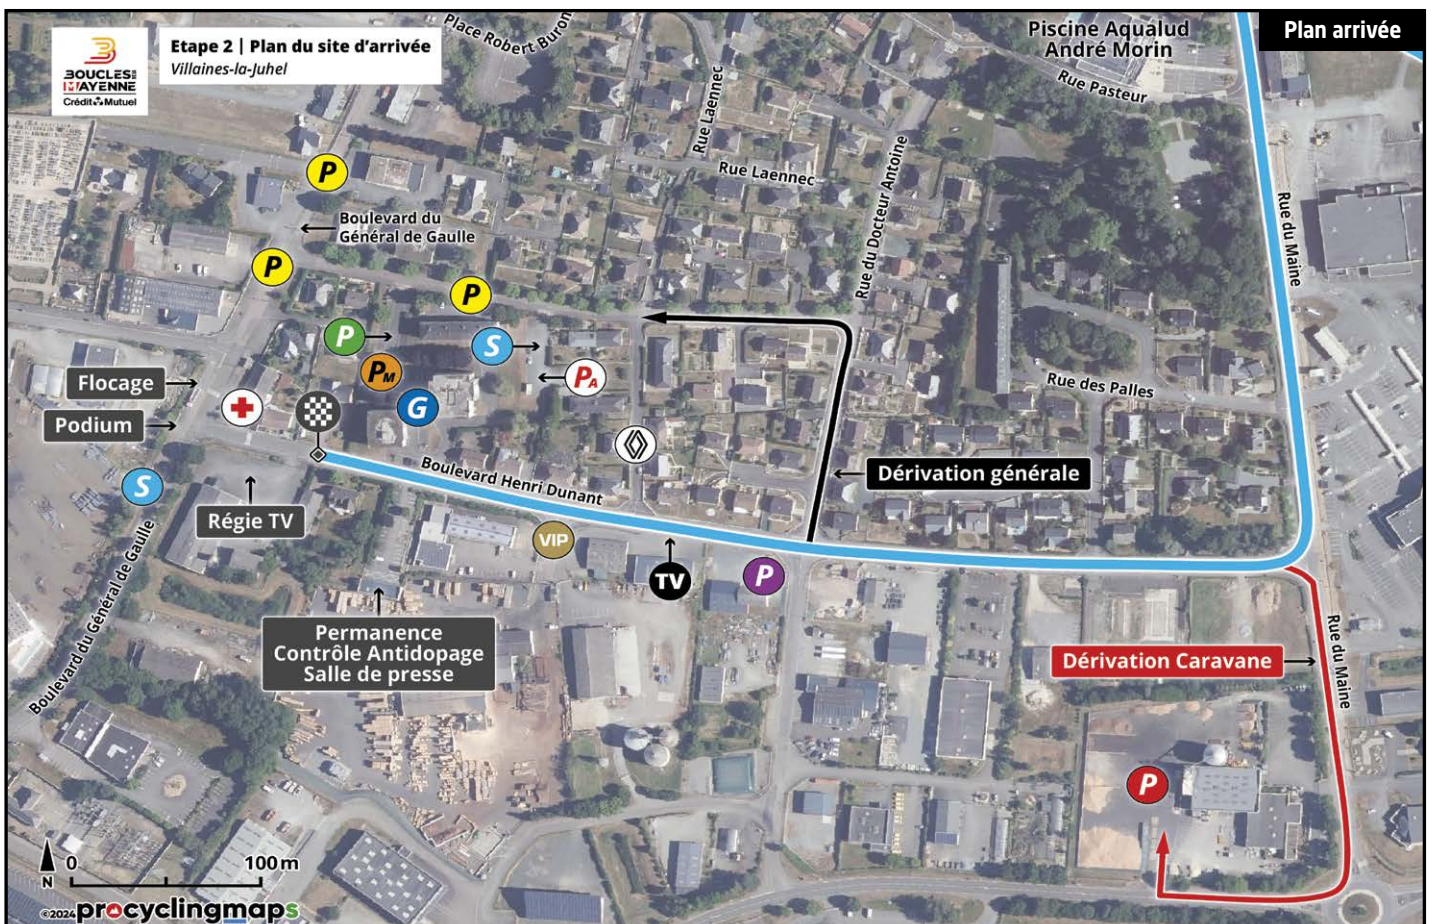 Plan arrivée
BOUCLES DE LA
MAYENNE
Crédit Mutuel
Etape 2 | Plan du site d'arrivée
Villaines-la-Juhel
Place Robert Buron
Piscine Aqualud
André Morin
Rue Pasteur
Rue Laennec
Rue Laennec
Rue du Docteur Antoine
Rue du Maine
P
Boulevard du
Général de Gaulle
P
P
P
S
PM
PA
G
Flocage
Podium
S
Régie TV
Boulevard Henri Dunant
Rue des Palles
Dérivation générale
VIP
TV
P
Boulevard du Général de Gaulle
Permanence
Contrôle Antidopage
Salle de presse
Dérivation Caravane
Rue du Maine
P
N
0 100 m
©2024 procyclingmaps